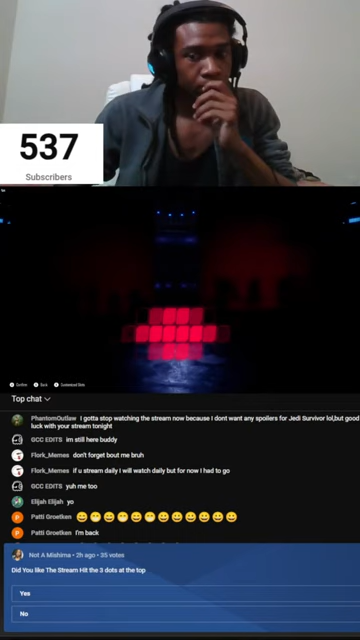 537
Subscribers
Confirm Back Customised Skins
Top chat
PhantomOutlaw I gotta stop watching the stream now because I dont want any spoilers for Jedi Survivor lol,but good
luck with your stream tonight
GCC EDITS im still here buddy
Flork_Memes don't forget bout me bruh
Flork_Memes if u stream daily I will watch daily but for now I had to go
GCC EDITS yuh me too
Elijah Elijah yo
P Patti Groetken 😄😁😄😄😄😄😄😄😄😄😄😄
P Patti Groetken I'm back
Not A Mishima • 2h ago • 35 votes
Did You like The Stream Hit the 3 dots at the top
Yes
No